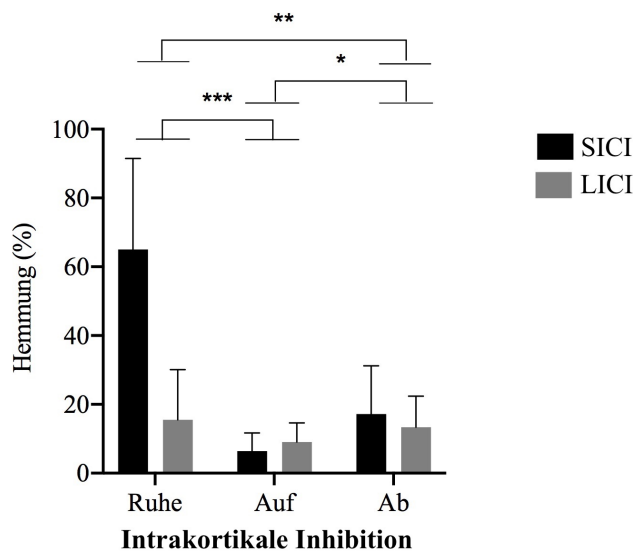 **
*
***
100
80
60
40
20
0
Hemmung (%)
SICI
LICI
Ruhe Auf Ab
Intrakortikale Inhibition